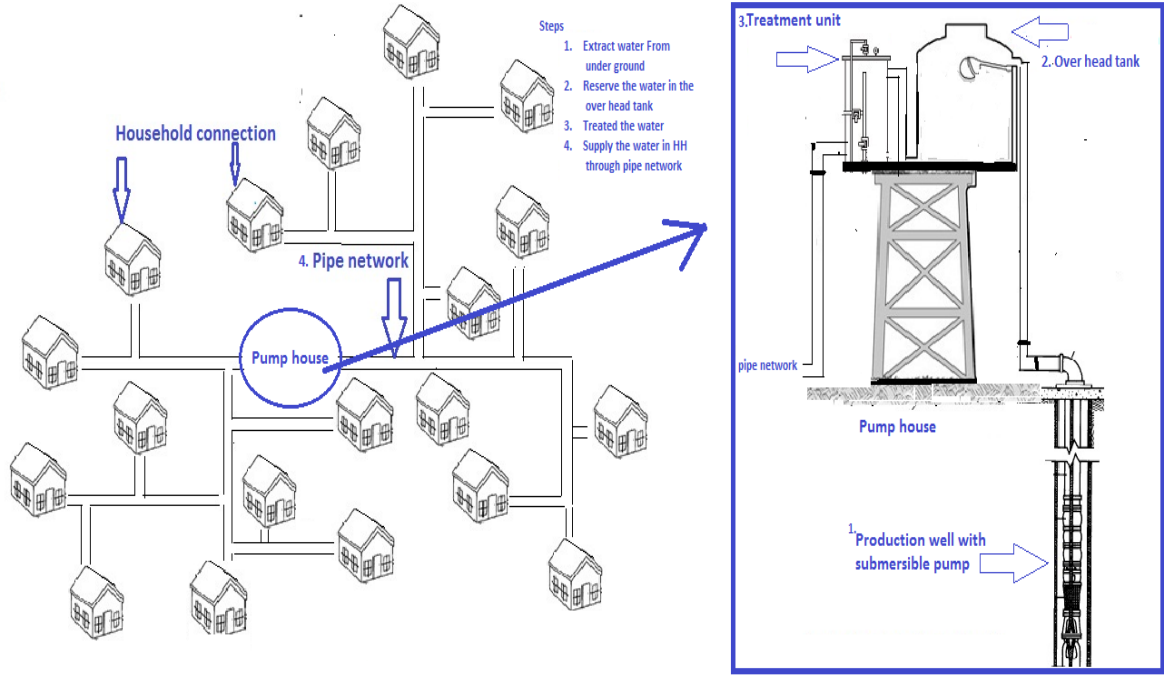 Steps
1. Extract water From
under ground
2. Reserve the water in the
over head tank
3. Treated the water
4. Supply the water in HH
through pipe network
Household connection
4. Pipe network
Pump house
3.Treatment unit
2. Over head tank
pipe network
Pump house
1.
Production well with
submersible pump